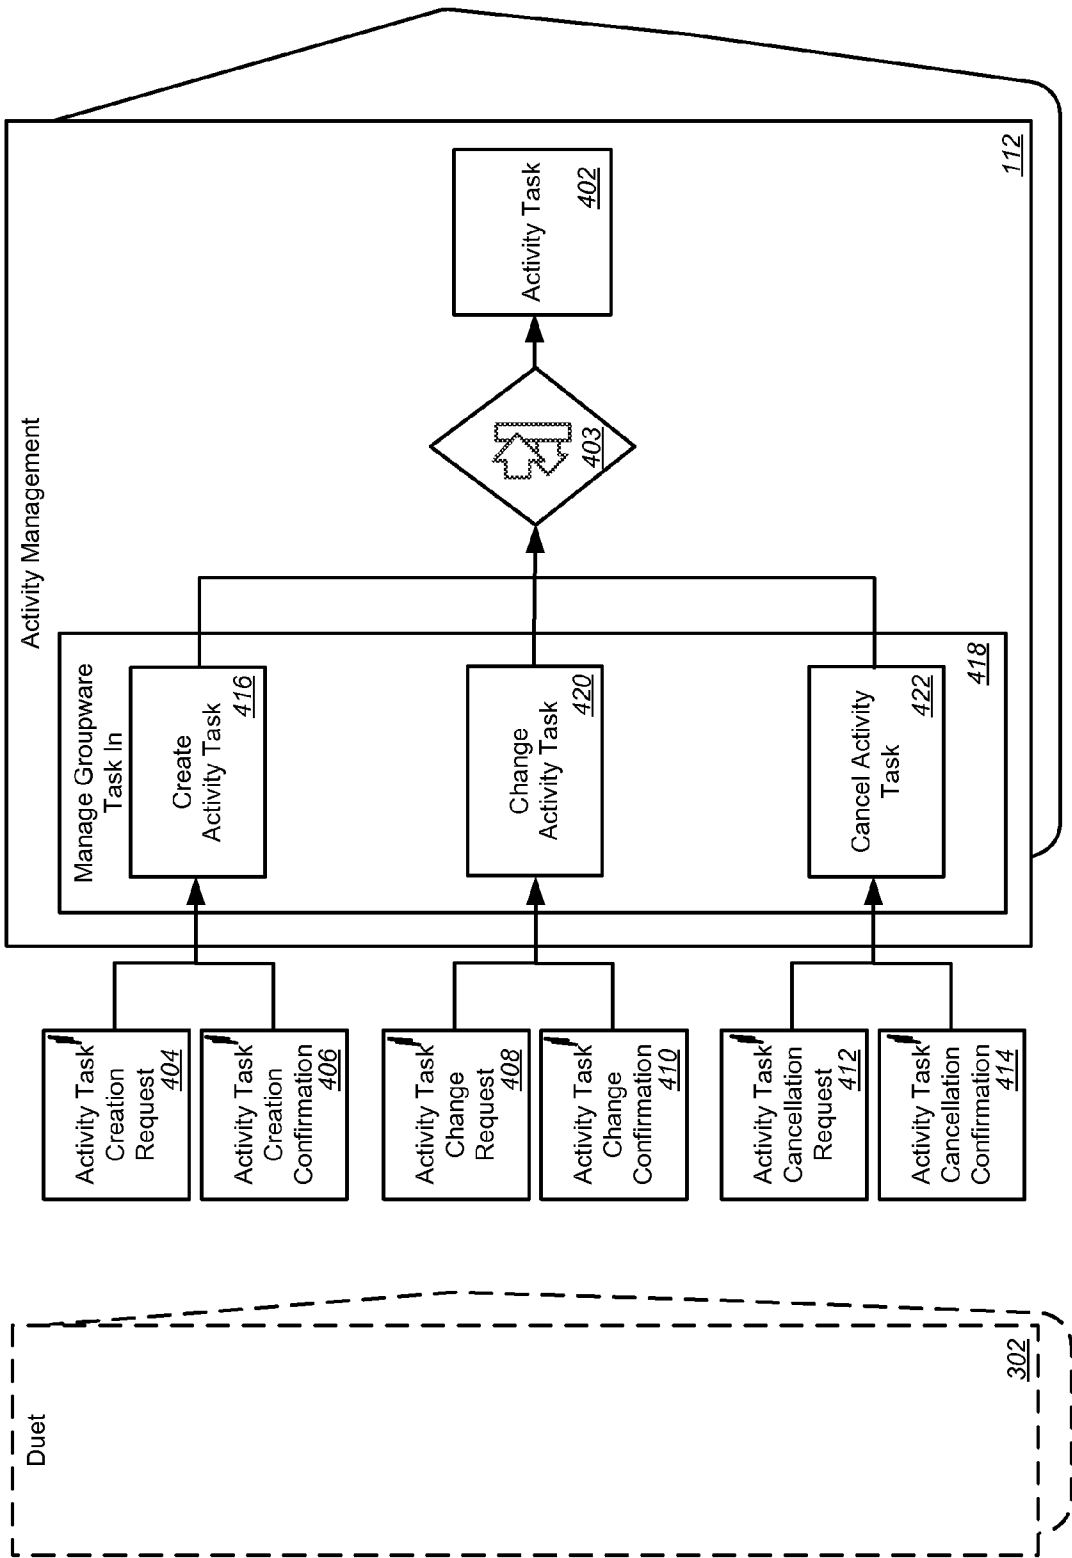 Duet
302
Activity Task
Creation
Request
404
Activity Task
Creation
Confirmation
406
Activity Task
Change
Request
408
Activity Task
Change
Confirmation
410
Activity Task
Cancellation
Request
412
Activity Task
Cancellation
Confirmation
414
Activity Management
112
Manage Groupware
Task In
418
Create
Activity Task
416
Change
Activity Task
420
Cancel Activity
Task
422
403
Activity Task
402